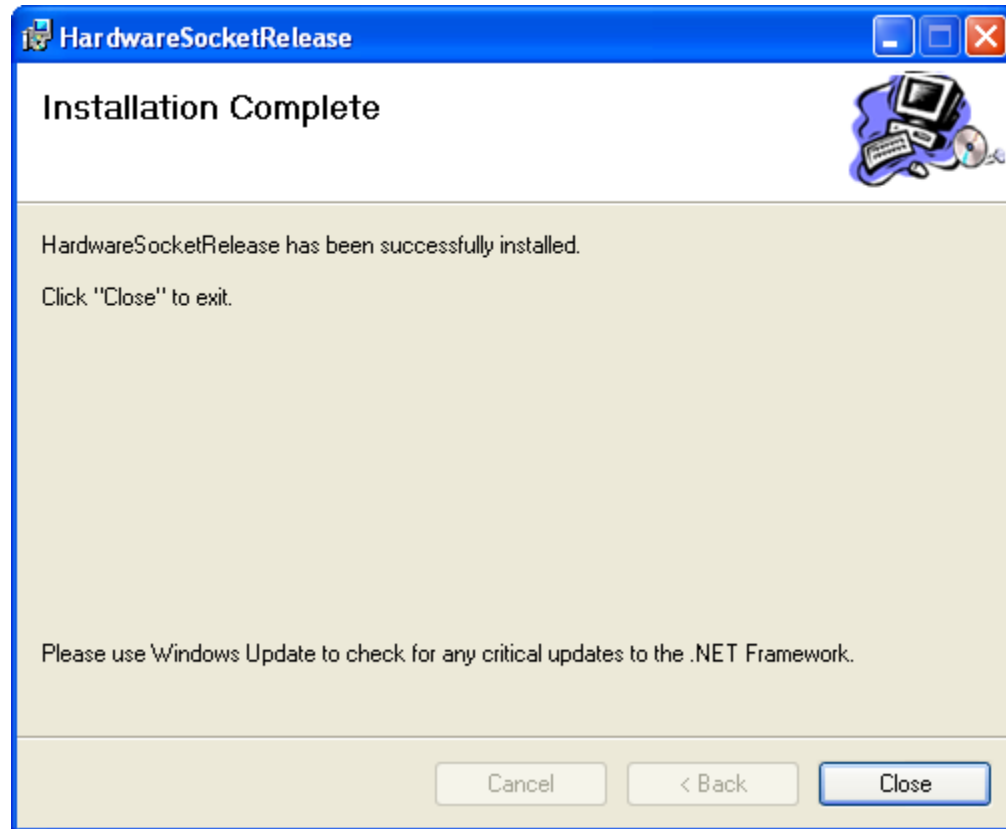 HardwareSocketRelease
Installation Complete
HardwareSocketRelease has been successfully installed.
Click "Close" to exit.
Please use Windows Update to check for any critical updates to the .NET Framework.
Cancel
< Back
Close